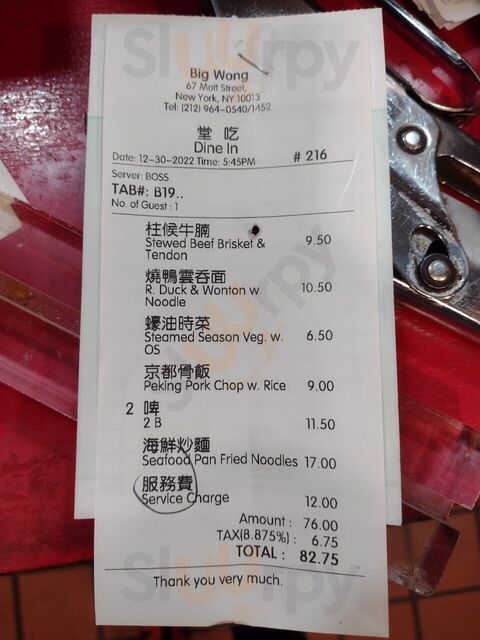 Slurrpy
Big Wong
67 Mott Street,
New York, NY 10013
Tel: (212) 964-0540/1452
堂 吃
Dine In
Date: 12-30-2022 Time: 5:45PM # 216
Server: BOSS
TAB#: B19..
No. of Guest : 1
柱候牛腩
Stewed Beef Brisket & 9.50
Tendon
燒鴨雲吞面
R. Duck & Wonton w. 10.50
Noodle
蠔油時菜
Steamed Season Veg. w. 6.50
OS
京都骨飯
Peking Pork Chop w. Rice 9.00
2 啤
2 B 11.50
海鮮炒麵
Seafood Pan Fried Noodles 17.00
服務費
Service Charge 12.00
Amount : 76.00
TAX(8.875%) : 6.75
TOTAL : 82.75
Thank you very much.